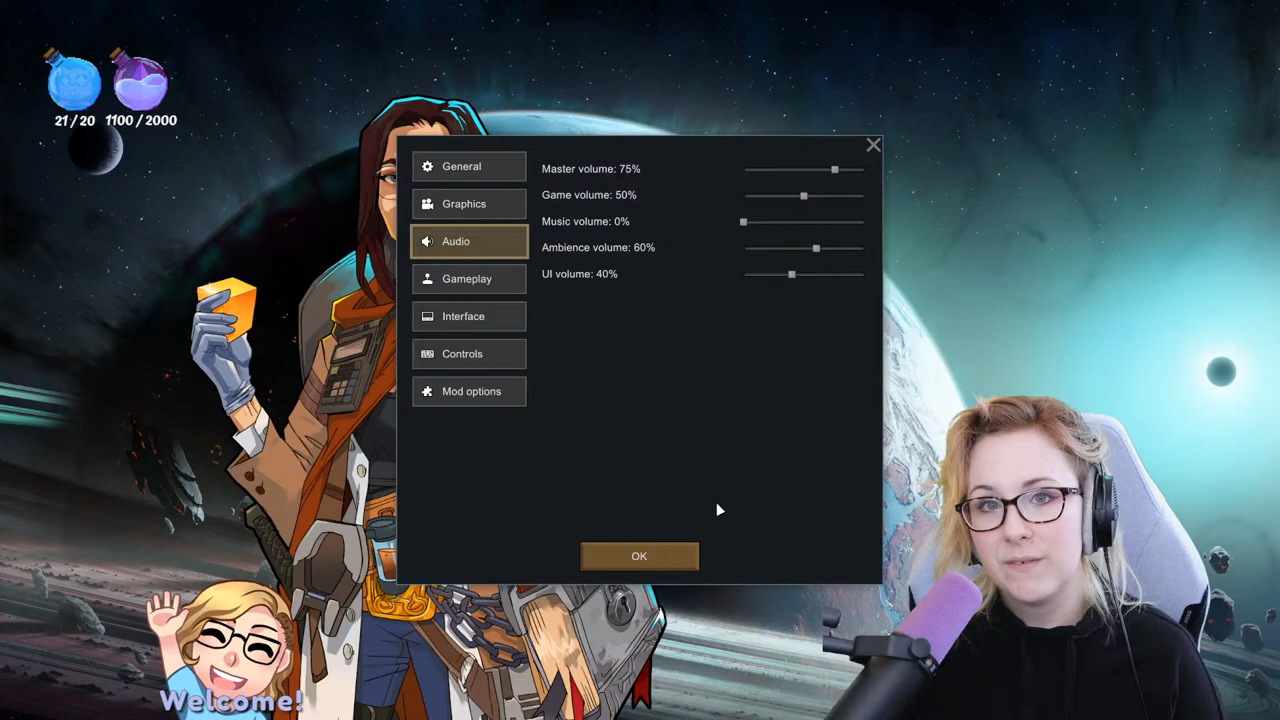 21/20 1100/2000
General
Graphics
Audio
Gameplay
Interface
Controls
Mod options
Master volume: 75%
Game volume: 50%
Music volume: 0%
Ambience volume: 60%
UI volume: 40%
OK
Welcome!